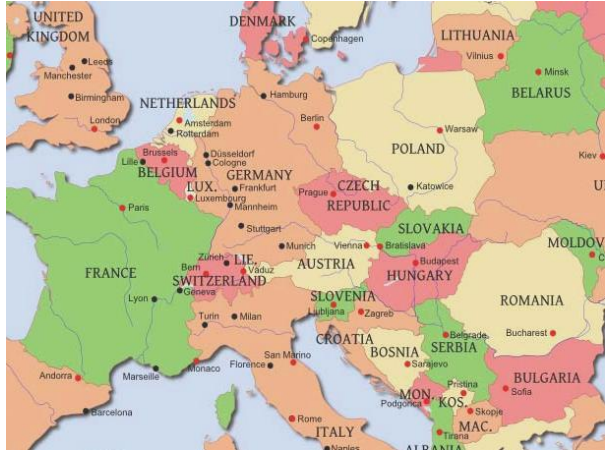 UNITED
KINGDOM
DENMARK
Copenhagen
LITHUANIA
Vilnius
Leeds
Manchester
Minsk
BELARUS
Birmingham
NETHERLANDS
Hamburg
London
Amsterdam
Rotterdam
Berlin
Warsaw
POLAND
Kiev
Brussels
Lille
BELGIUM
Düsseldorf
Cologne
GERMANY
LUX.
Luxembourg
Frankfurt
Mannheim
Prague
CZECH
REPUBLIC
Katowice
Paris
Stuttgart
SLOVAKIA
Munich
Vienna
Bratislava
MOLDOV
FRANCE
Zürich
LIE.
Bern
Vaduz
SWITZERLAND
AUSTRIA
Budapest
HUNGARY
Geneva
Lyon
SLOVENIA
Ljubljana
Zagreb
ROMANIA
Turin
Milan
CROATIA
Belgrade
SERBIA
Bucharest
San Marino
Florence
BOSNIA
Sarajevo
Andorra
Marseille
Monaco
Pristina
BULGARIA
Sofia
MON.
KOS.
Podgorica
Barcelona
Skopje
Rome
ITALY
MAC.
Tirana
ALBANIA
Naples